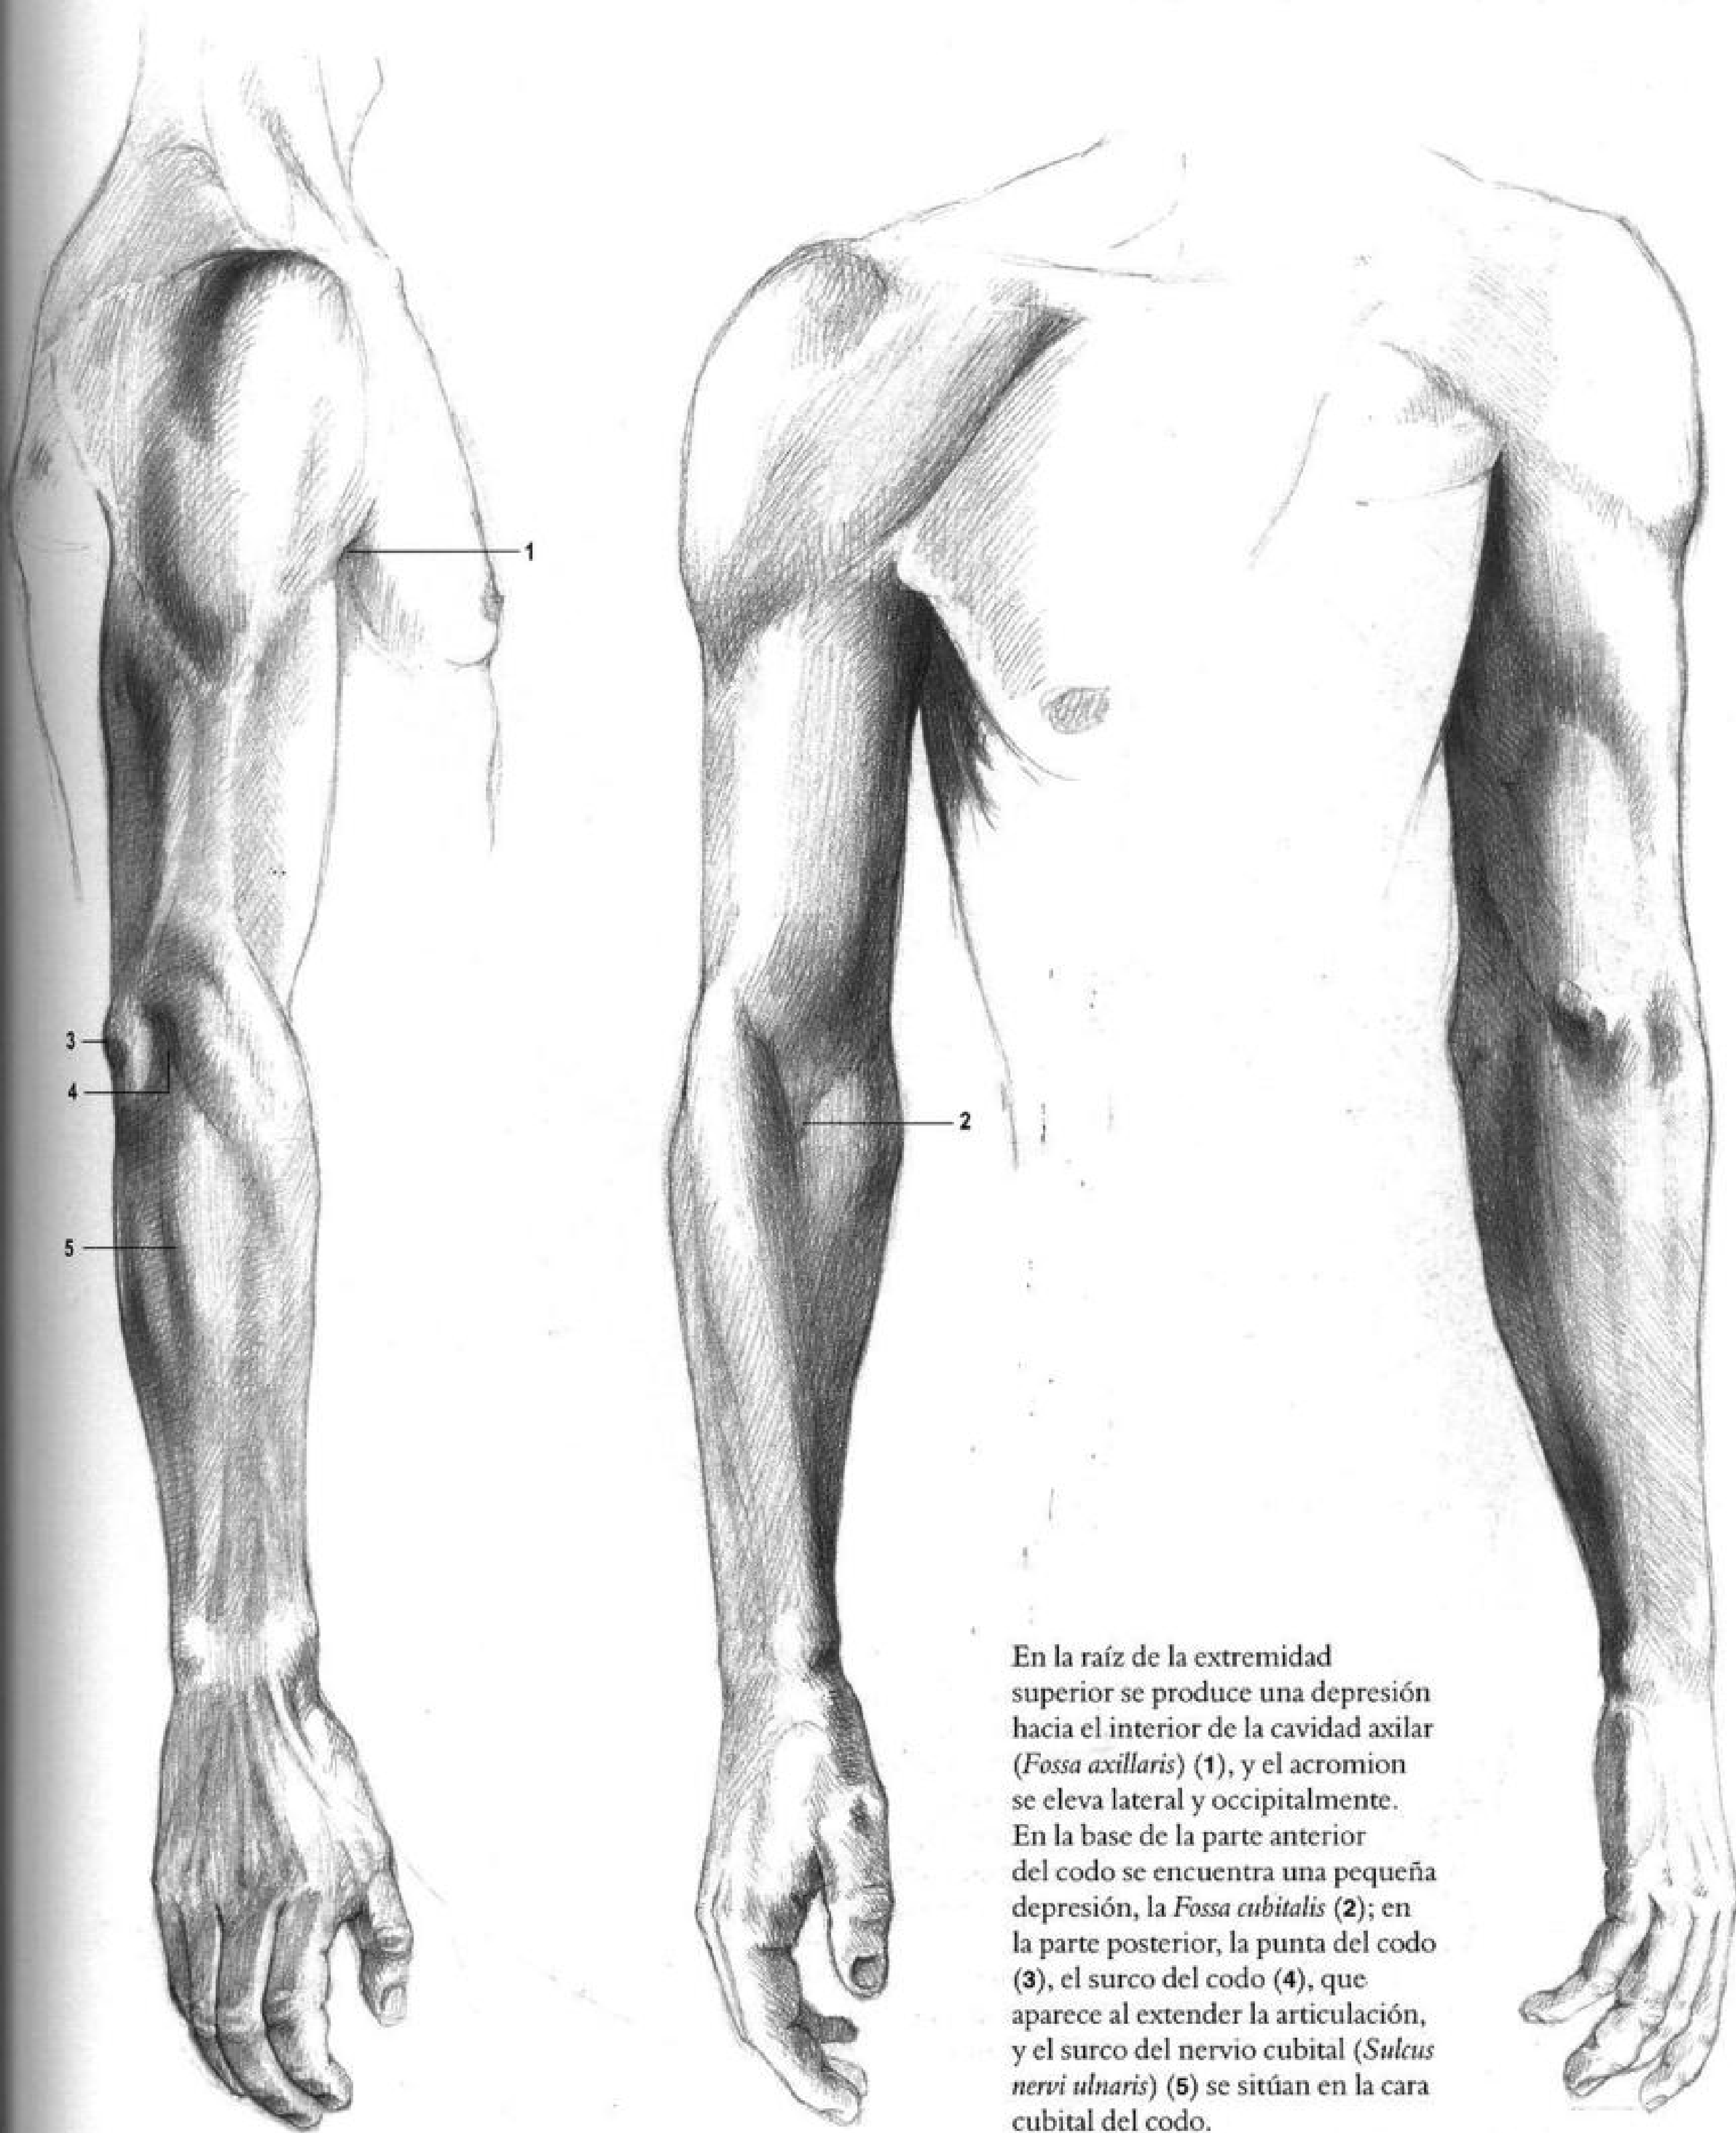 1
3
4
2
5
En la raíz de la extremidad
superior se produce una depresión
hacia el interior de la cavidad axilar
(Fossa axillaris) (1), y el acromion
se eleva lateral y occipitalmente.
En la base de la parte anterior
del codo se encuentra una pequeña
depresión, la Fossa cubitalis (2); en
la parte posterior, la punta del codo
(3), el surco del codo (4), que
aparece al extender la articulación,
y el surco del nervio cubital (Sulcus
nervi ulnaris) (5) se sitúan en la cara
cubital del codo.